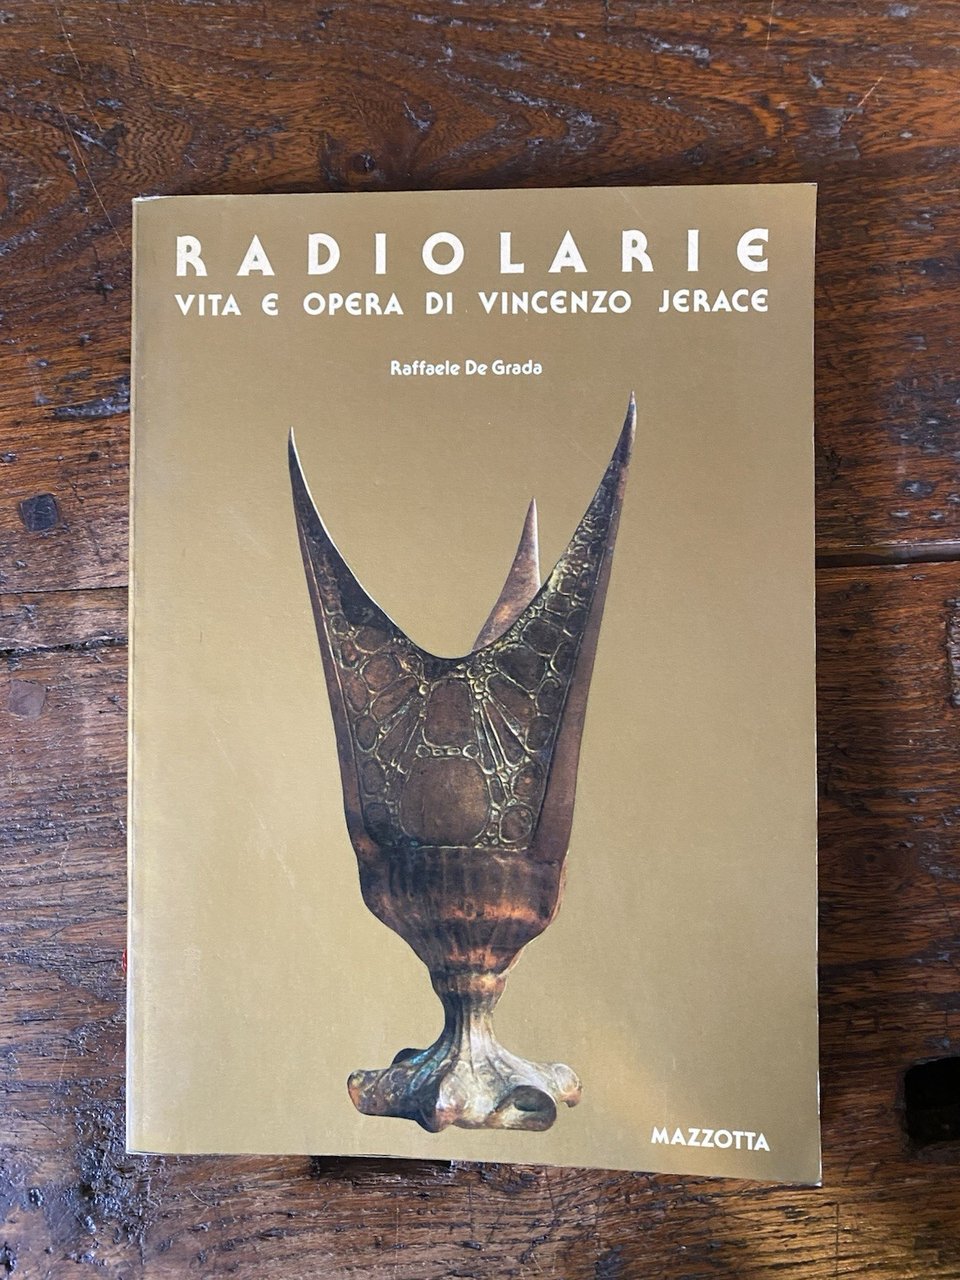 RADIOLARIE
VITA E OPERA DI VINCENZO JERACE
Raffaele De Grada
MAZZOTTA